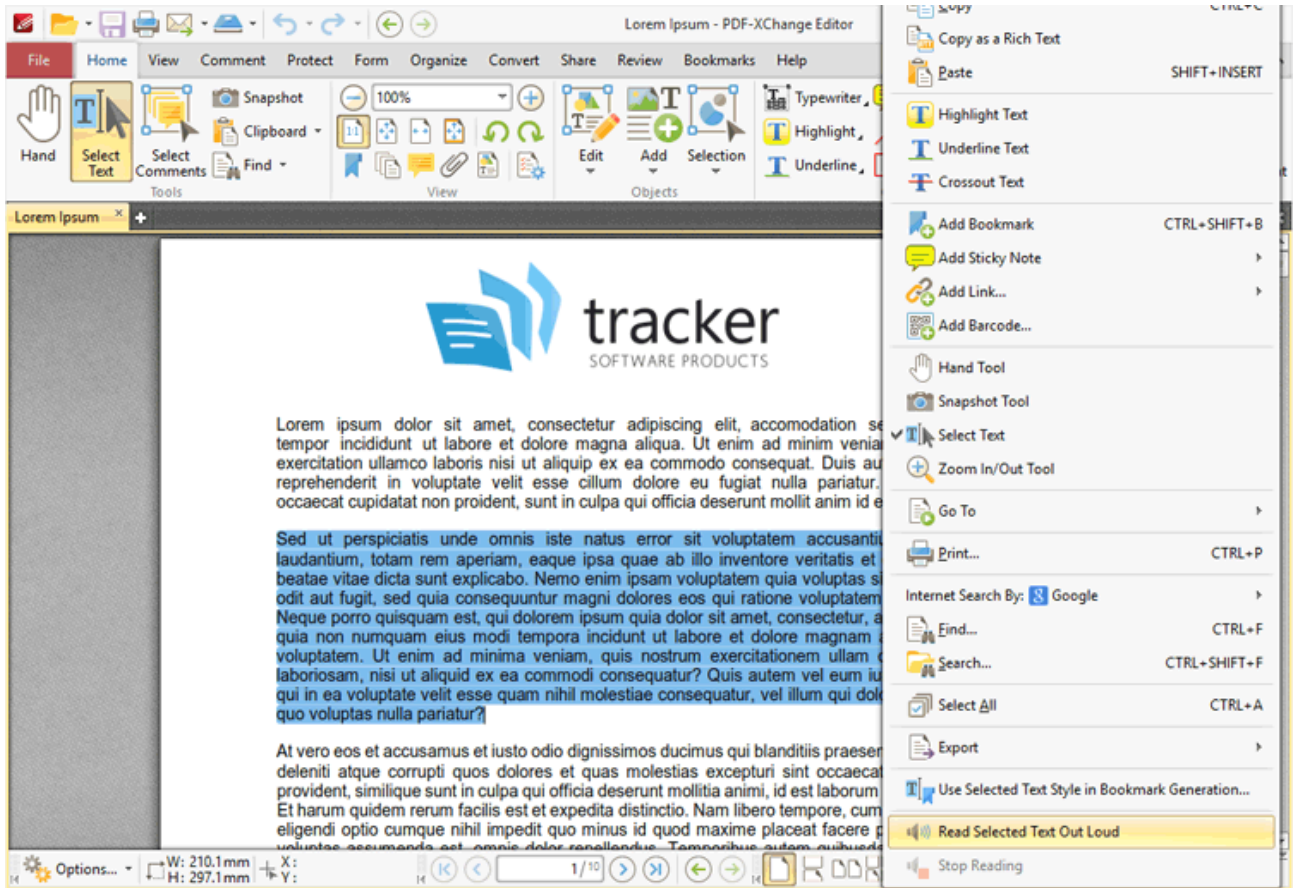 Lorem Ipsum - PDF-XChange Editor
File Home View Comment Protect Form Organize Convert Share Review Bookmarks Help
Hand
Select Text
Select Comments
Snapshot
Clipboard
Find
Tools
100%
View
Edit
Add
Selection
Objects
Typewriter
Highlight
Underline
Lorem Ipsum ×
tracker
SOFTWARE PRODUCTS
Lorem ipsum dolor sit amet, consectetur adipiscing elit, accomodation
tempor incididunt ut labore et dolore magna aliqua. Ut enim ad minim
exercitation ullamco laboris nisi ut aliquip ex ea commodo consequat. Duis
reprehenderit in voluptate velit esse cillum dolore eu fugiat nulla pariatur.
occaecat cupidatat non proident, sunt in culpa qui officia deserunt mollit anim id
Sed ut perspiciatis unde omnis iste natus error sit voluptatem
laudantium, totam rem aperiam, eaque ipsa quae ab illo inventore veritatis et
beatae vitae dicta sunt explicabo. Nemo enim ipsam voluptatem quia voluptas
odit aut fugit, sed quia consequuntur magni dolores eos qui ratione voluptatem
Neque porro quisquam est, qui dolorem ipsum quia dolor sit amet, consectetur,
quia non numquam eius modi tempora incidunt ut labore et dolore magnam
voluptatem. Ut enim ad minima veniam, quis nostrum exercitationem ullam
laboriosam, nisi ut aliquid ex ea commodi consequatur? Quis autem vel eum
qui in ea voluptate velit esse quam nihil molestiae consequatur, vel illum qui
quo voluptas nulla pariatur?
At vero eos et accusamus et iusto odio dignissimos ducimus qui blanditiis
deleniti atque corrupti quos dolores et quas molestias excepturi sint
provident, similique sunt in culpa qui officia deserunt mollitia animi, id est laborum
Et harum quidem rerum facilis est et expedita distinctio. Nam libero tempore, cum
eligendi optio cumque nihil impedit quo minus id quod maxime placeat facere
voluptas assumenda est, omnis dolor repellendus. Temporibus autem
Options...
W: 210.1mm
H: 297.1mm
X:
Y:
1/10
Copy CTRL+C
Copy as a Rich Text
Paste SHIFT+INSERT
Highlight Text
Underline Text
Crossout Text
Add Bookmark CTRL+SHIFT+B
Add Sticky Note
Add Link...
Add Barcode...
Hand Tool
Snapshot Tool
Select Text
Zoom In/Out Tool
Go To
Print... CTRL+P
Internet Search By: Google
Find... CTRL+F
Search... CTRL+SHIFT+F
Select All CTRL+A
Export
Use Selected Text Style in Bookmark Generation...
Read Selected Text Out Loud
Stop Reading